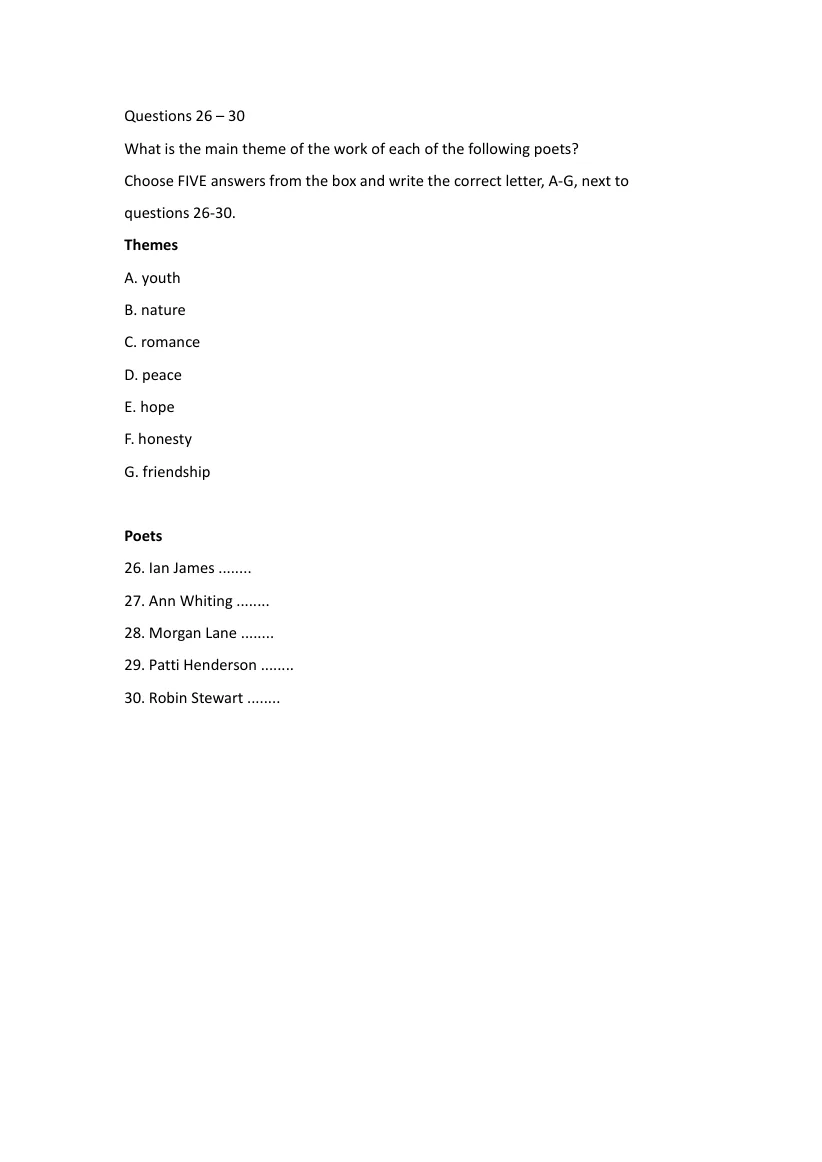 Questions 26 – 30
What is the main theme of the work of each of the following poets?
Choose FIVE answers from the box and write the correct letter, A-G, next to
questions 26-30.
Themes
A. youth
B. nature
C. romance
D. peace
E. hope
F. honesty
G. friendship
Poets
26. Ian James ........
27. Ann Whiting ........
28. Morgan Lane ........
29. Patti Henderson ........
30. Robin Stewart ........